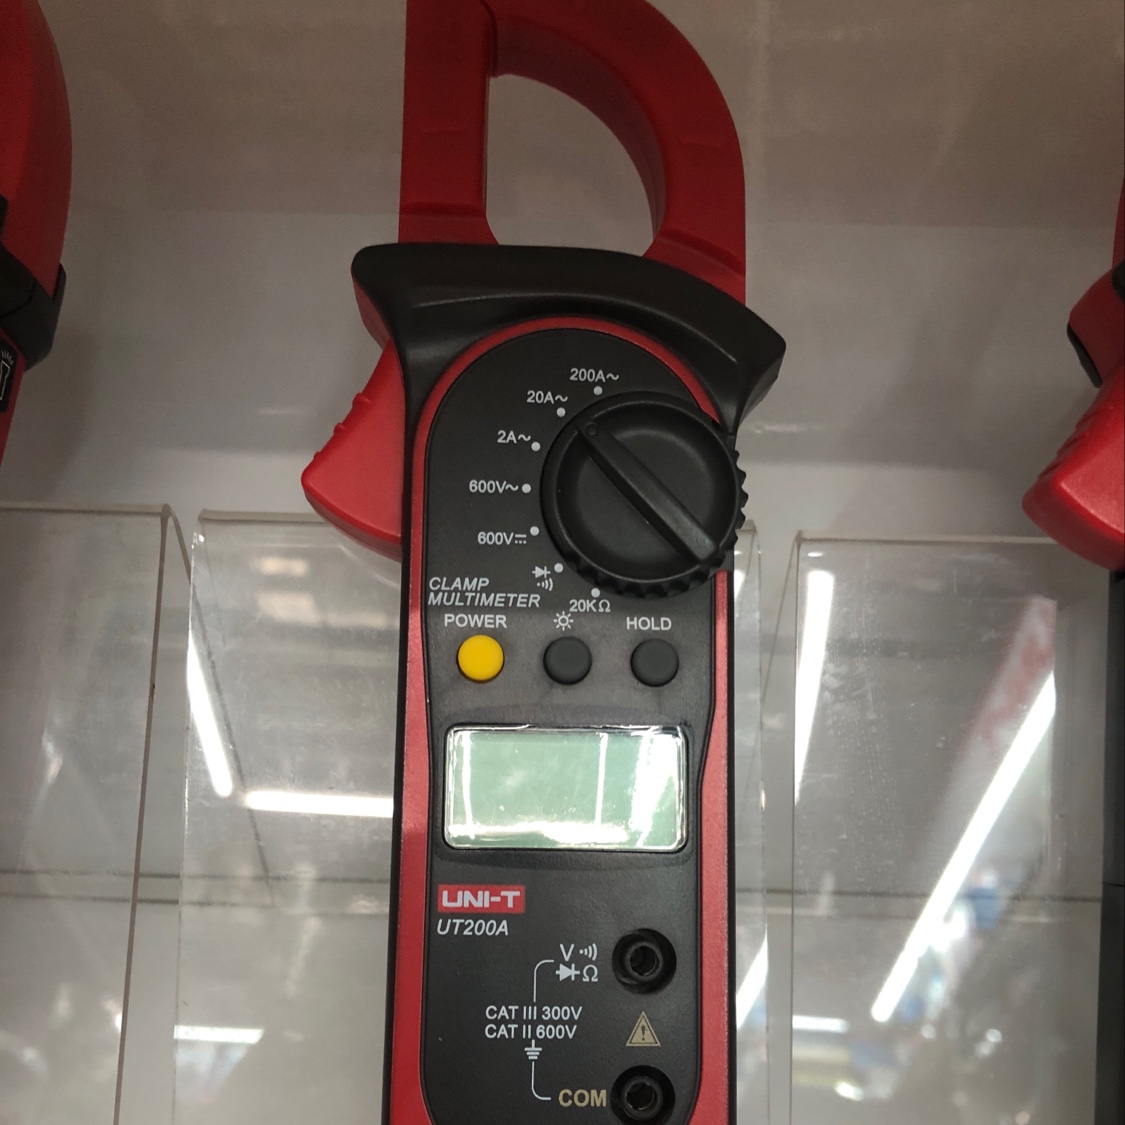 200A~
20A~
2A~
600V~
600V⎓
20KΩ
CLAMP
MULTIMETER
POWER
HOLD
UNI-T
UT200A
V
Ω
CAT III 300V
CAT II 600V
COM